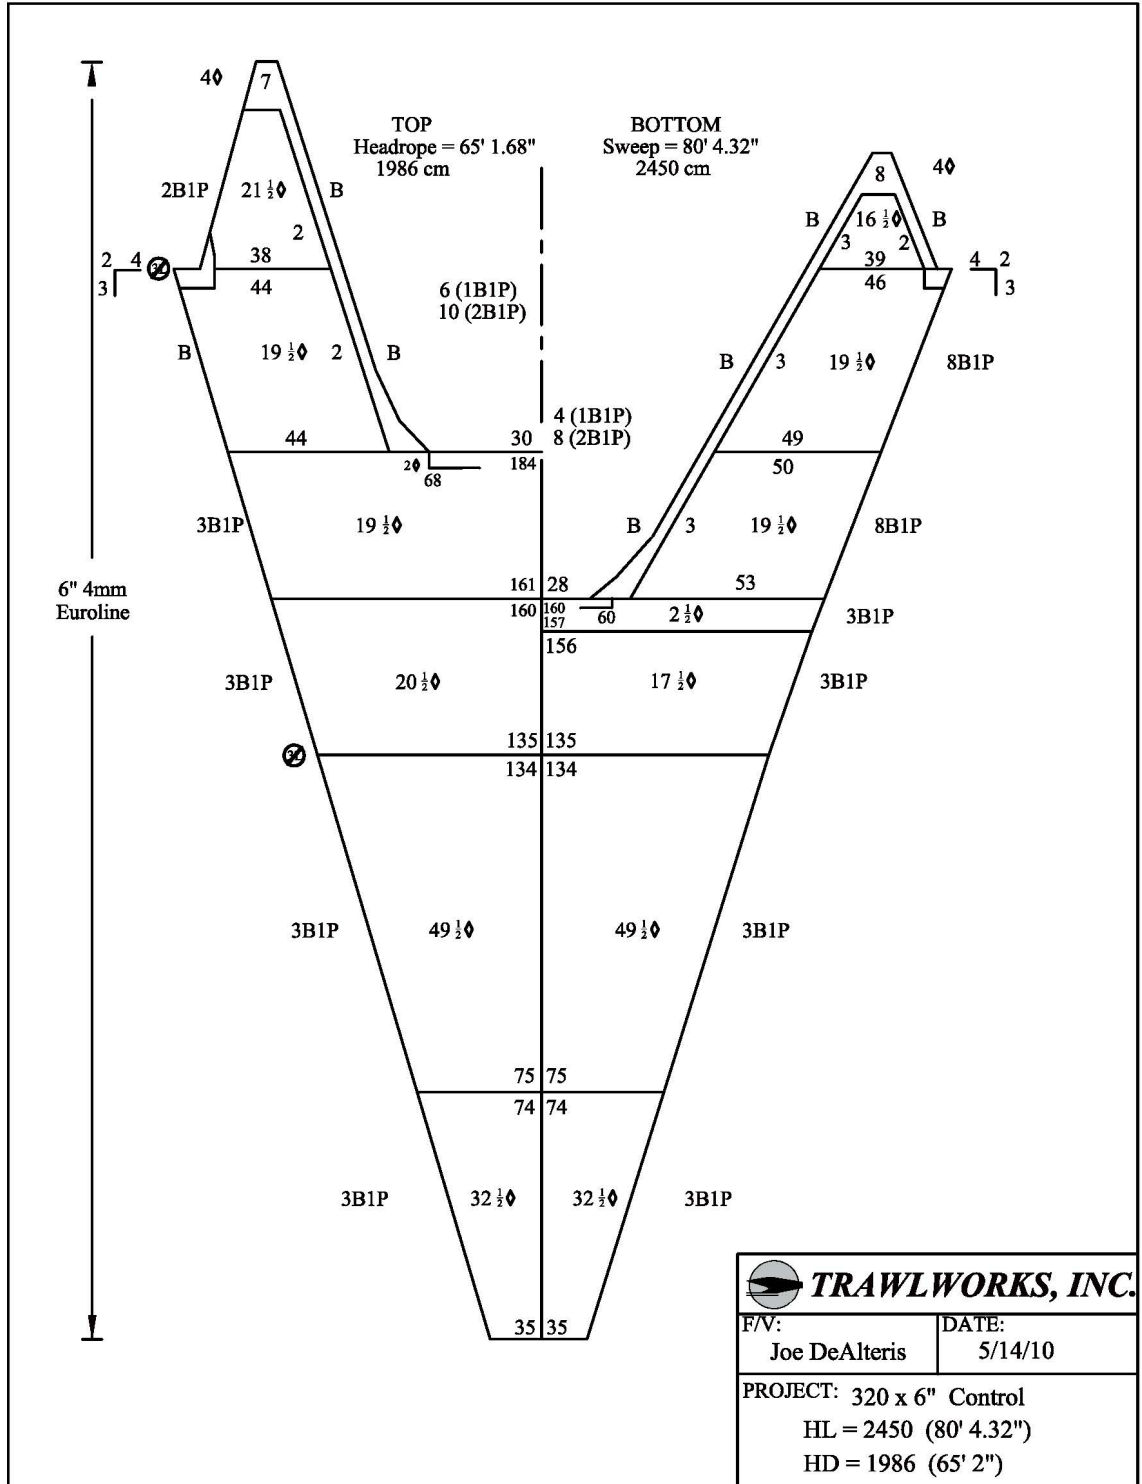 4◊
7
TOP
Headrope = 65' 1.68"
1986 cm
BOTTOM
Sweep = 80' 4.32"
2450 cm
4◊
8
2B1P
21 ½◊
B
2
B
16 ½◊
B
3
2
2 4
3
38
44
39
46
4 2
3
6 (1B1P)
10 (2B1P)
B
19 ½◊
2
B
B
3
19 ½◊
8B1P
4 (1B1P)
8 (2B1P)
44
30
49
2◊
68
184
50
3B1P
19 ½◊
B
3
19 ½◊
8B1P
161
28
53
6" 4mm
Euroline
160
160
157
60
2 ½◊
3B1P
156
3B1P
20 ½◊
17 ½◊
3B1P
135
135
134
134
3B1P
49 ½◊
49 ½◊
3B1P
75
75
74
74
3B1P
32 ½◊
32 ½◊
3B1P
35
35
TRAWLWORKS, INC.
F/V:
Joe DeAlteris
DATE:
5/14/10
PROJECT: 320 x 6" Control
HL = 2450 (80' 4.32")
HD = 1986 (65' 2")